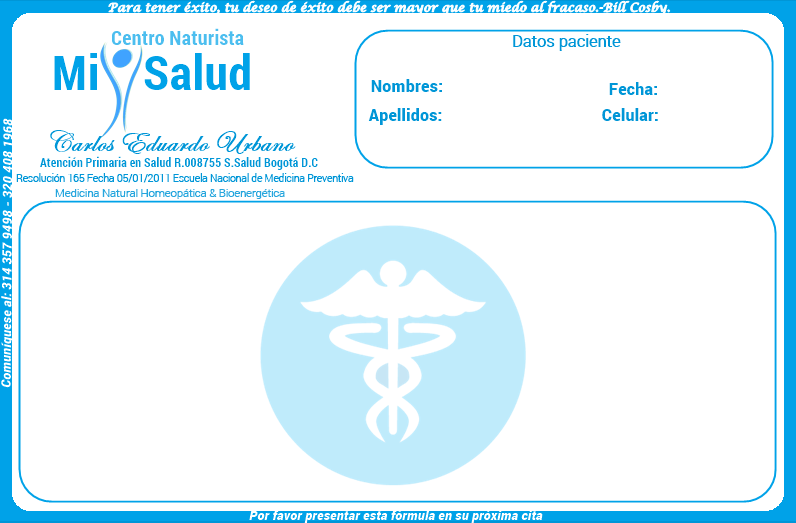 Para tener éxito, tu deseo de éxito debe ser mayor que tu miedo al fracaso.-Bill Cosby.
Centro Naturista
Mi Salud
Carlos Eduardo Urbano
Atención Primaria en Salud R.008755 S.Salud Bogotá D.C
Resolución 165 Fecha 05/01/2011 Escuela Nacional de Medicina Preventiva
Medicina Natural Homeopática & Bioenergética
Datos paciente
Nombres:
Fecha:
Apellidos:
Celular:
Comuníquese al: 314 357 9498 - 320 408 1968
Por favor presentar esta fórmula en su próxima cita